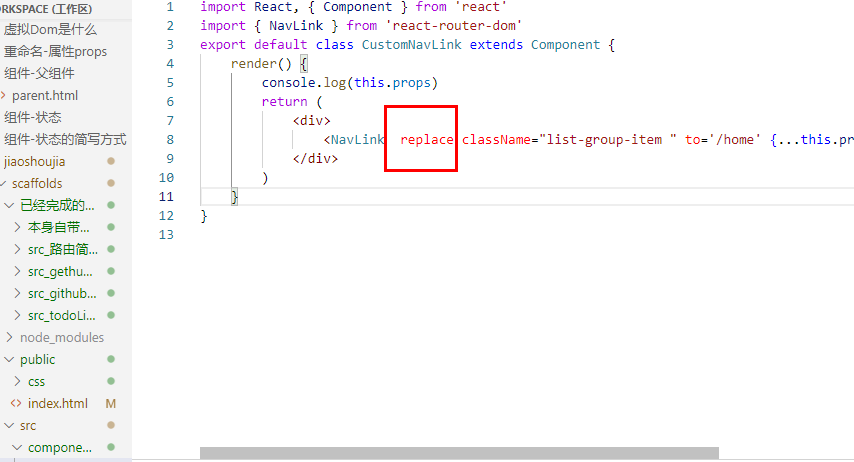 ORKSPACE (工作区)
虚拟Dom是什么
重命名-属性props
组件-父组件
parent.html
组件-状态
组件-状态的简写方式
jiaoshoujia
scaffolds
已经完成的...
本身自带...
src_路由简...
src_gethu...
src_github...
src_todoLi...
node_modules
public
css
index.html M
src
compone...
1 import React, { Component } from 'react'
2 import { NavLink } from 'react-router-dom'
3 export default class CustomNavLink extends Component {
4 render() {
5 console.log(this.props)
6 return (
7 <div>
8 <NavLink replace className="list-group-item " to='/home' {...this.pr
9 </div>
10 )
11 }
12 }
13